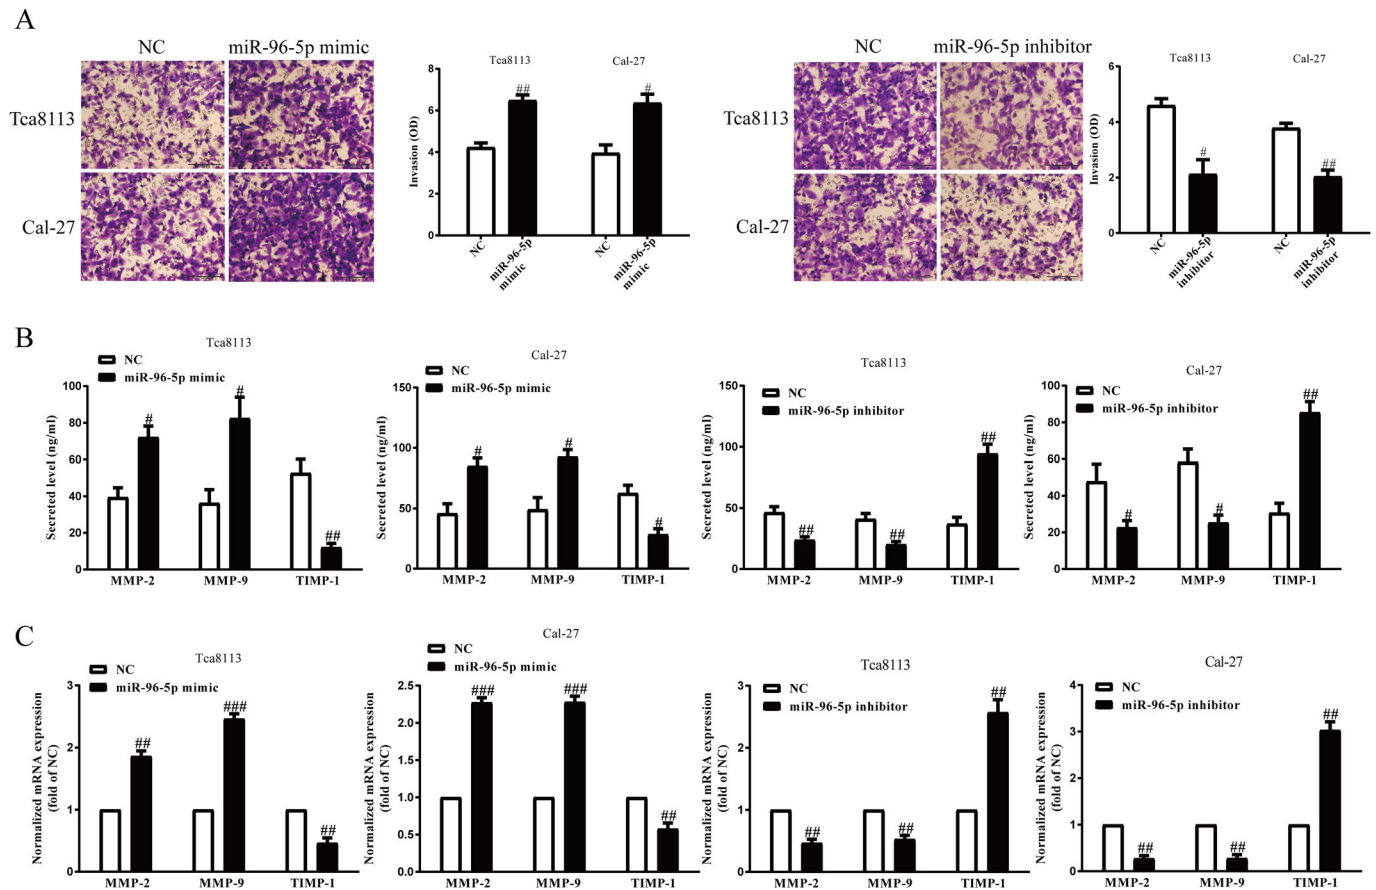 A
NC
miR-96-5p mimic
Tca8113
Cal-27
Tca8113
Cal-27
8
6
4
2
0
Invasion (OD)
##
#
NC
miR-96-5p
mimic
NC
miR-96-5p
mimic
NC
miR-96-5p inhibitor
Tca8113
Cal-27
Tca8113
Cal-27
6
4
2
0
Invasion (OD)
#
##
NC
miR-96-5p
inhibitor
NC
miR-96-5p
inhibitor
B
Tca8113
NC
miR-96-5p mimic
100
80
60
40
20
0
Secreted level (ng/ml)
#
#
##
MMP-2
MMP-9
TIMP-1
Cal-27
NC
miR-96-5p mimic
150
100
50
0
Secreted level (ng/ml)
#
#
#
MMP-2
MMP-9
TIMP-1
Tca8113
NC
miR-96-5p inhibitor
150
100
50
0
Secreted level (ng/ml)
##
##
##
MMP-2
MMP-9
TIMP-1
Cal-27
NC
miR-96-5p inhibitor
100
80
60
40
20
0
Secreted level (ng/ml)
#
#
##
MMP-2
MMP-9
TIMP-1
C
Tca8113
NC
miR-96-5p mimic
3
2
1
0
Normalized mRNA expression
(fold of NC)
##
###
##
MMP-2
MMP-9
TIMP-1
Cal-27
NC
miR-96-5p mimic
2.5
2.0
1.5
1.0
0.5
0.0
Normalized mRNA expression
(fold of NC)
###
###
##
MMP-2
MMP-9
TIMP-1
Tca8113
NC
miR-96-5p inhibitor
3
2
1
0
Normalized mRNA expression
(fold of NC)
##
##
##
MMP-2
MMP-9
TIMP-1
Cal-27
NC
miR-96-5p inhibitor
4
3
2
1
0
Normalized mRNA expression
(fold of NC)
##
##
##
MMP-2
MMP-9
TIMP-1